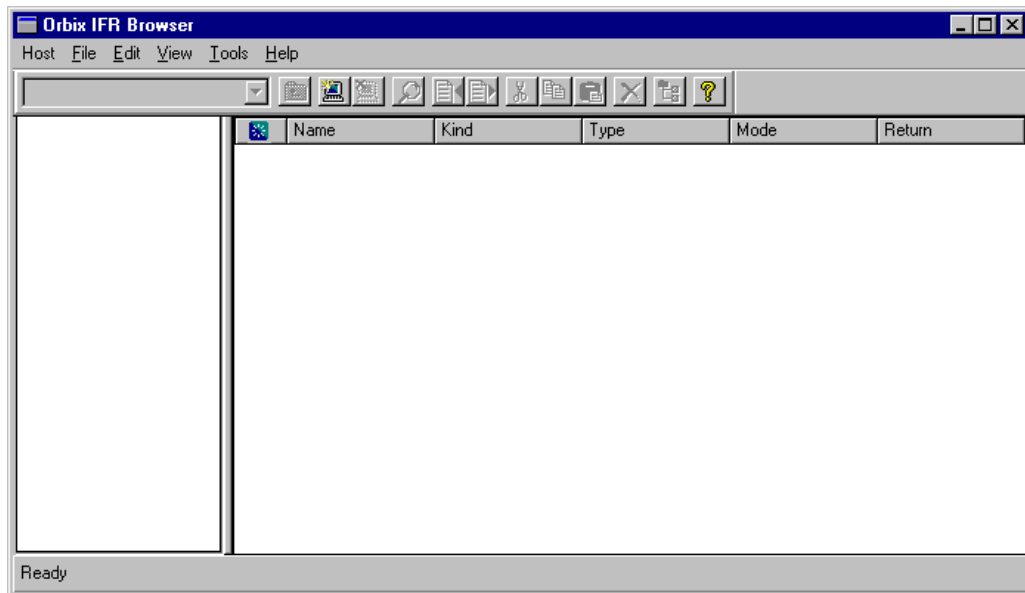 Orbix IFR Browser
Host File Edit View Tools Help
Name Kind Type Mode Return
Ready